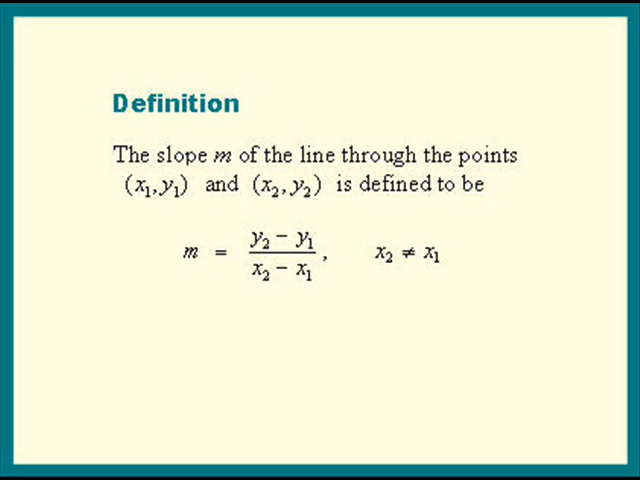 Definition
The slope m of the line through the points
(x₁, y₁) and (x₂, y₂) is defined to be
m = (y₂ − y₁) / (x₂ − x₁), x₂ ≠ x₁